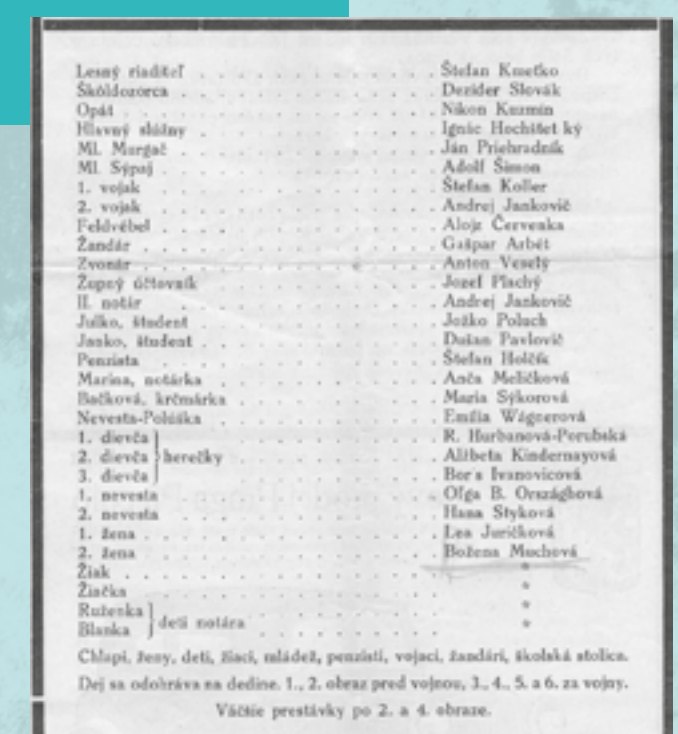 Lesný riaditeľ . . . . . . . . . . . . Štefan Kmeťko
Škôldozorca . . . . . . . . . . . . Dezider Slovák
Opát . . . . . . . . . . . . Nikon Kuzmin
Hlavný slúžny . . . . . . . . . . . . Ignác
Ml. Murgač . . . . . . . . . . . . Ján Priehradník
Ml. Sýpaj . . . . . . . . . . . . Adolf Šimon
1. vojak . . . . . . . . . . . . Štefan Koller
2. vojak . . . . . . . . . . . . Andrej Jankovič
Feldvébel . . . . . . . . . . . . Alojz Červenka
Žandár . . . . . . . . . . . . Gašpar Arbét
Zvonár . . . . . . . . . . . . Anton Veselý
Župný účtovník . . . . . . . . . . . . Jozef Plachý
II. notár . . . . . . . . . . . . Andrej Jankovič
Julko, študent . . . . . . . . . . . . Jožko Poluch
Janko, študent . . . . . . . . . . . . Dušan Pavlovič
Penzista . . . . . . . . . . . . Štefan Holčík
Marina, notárka . . . . . . . . . . . . Anča Meličková
Bačková, krčmárka . . . . . . . . . . . . Maria Sýkorová
Nevesta-Polúška . . . . . . . . . . . . Emília Wágnerová
1. dievča . . . . . . . . . . . . R. Hurbanová-Porubská
2. dievča herečky . . . . . . . . . . . . Alžbeta Kindernayová
3. dievča . . . . . . . . . . . . Bor's Ivanovicová
1. nevesta . . . . . . . . . . . . Oľga B. Országhová
2. nevesta . . . . . . . . . . . . Hana Styková
1. žena . . . . . . . . . . . . Lea Juričková
2. žena . . . . . . . . . . . . Božena Muchová
Žiak . . . . . . . . . . . . *
Žiačka . . . . . . . . . . . . *
Ruženka . . . . . . . . . . . . *
Blanka deti notára . . . . . . . . . . . . *
Chlapi, ženy, deti, žiaci, mládež, penzisti, vojaci, žandári, školská stolica.
Dej sa odohráva na dedine. 1., 2. obraz pred vojnou, 3., 4., 5. a 6. za vojny.
Väčšie prestávky po 2. a 4. obraze.